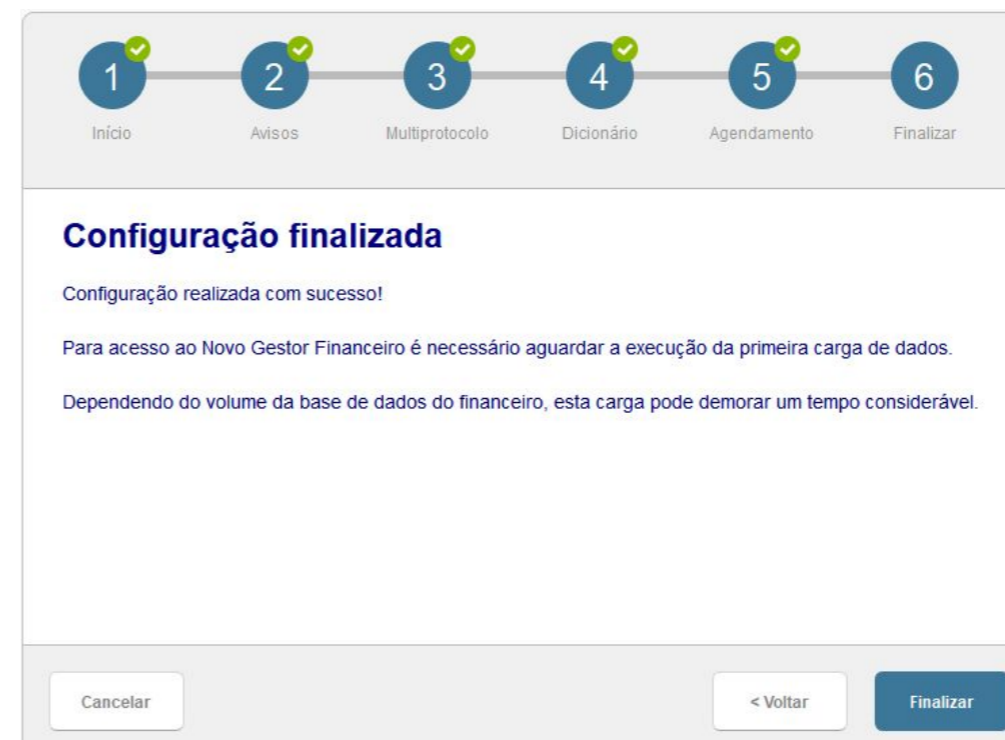 1 2 3 4 5 6
Início Avisos Multiprotocolo Dicionário Agendamento Finalizar
Configuração finalizada
Configuração realizada com sucesso!
Para acesso ao Novo Gestor Financeiro é necessário aguardar a execução da primeira carga de dados.
Dependendo do volume da base de dados do financeiro, esta carga pode demorar um tempo considerável.
Cancelar < Voltar Finalizar